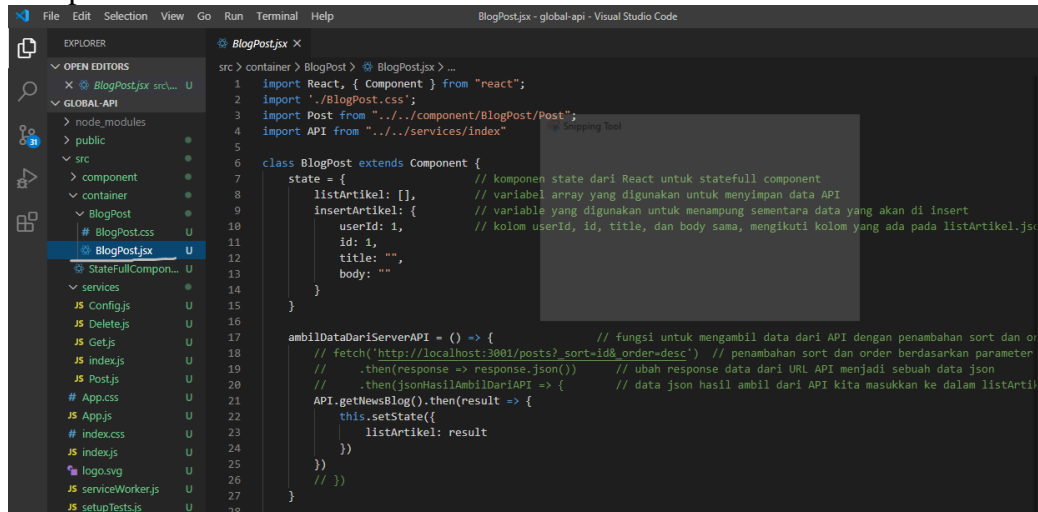 File Edit Selection View Go Run Terminal Help BlogPost.jsx - global-api - Visual Studio Code
EXPLORER
OPEN EDITORS
BlogPost.jsx src\... U
GLOBAL-API
node_modules
public
src
component
container
BlogPost
# BlogPost.css U
BlogPost.jsx U
StateFullCompon... U
services
JS Config.js U
JS Delete.js U
JS Get.js U
JS index.js U
JS Post.js U
# App.css U
JS App.js U
# index.css U
JS index.js U
logo.svg U
JS serviceWorker.js U
JS setupTests.js U
31
BlogPost.jsx
src > container > BlogPost > BlogPost.jsx > ...
1 import React, { Component } from "react";
2 import './BlogPost.css';
3 import Post from "../../component/BlogPost/Post";
4 import API from "../../services/index"
5
6 class BlogPost extends Component {
7 state = { // komponen state dari React untuk statefull component
8 listArtikel: [], // variabel array yang digunakan untuk menyimpan data API
9 insertArtikel: { // variable yang digunakan untuk menampung sementara data yang akan di insert
10 userId: 1, // kolom userId, id, title, dan body sama, mengikuti kolom yang ada pada listArtikel.jso
11 id: 1,
12 title: "",
13 body: ""
14 }
15 }
16
17 ambilDataDariServerAPI = () => { // fungsi untuk mengambil data dari API dengan penambahan sort dan or
18 // fetch('http://localhost:3001/posts?_sort=id&_order=desc') // penambahan sort dan order berdasarkan parameter
19 // .then(response => response.json()) // ubah response data dari URL API menjadi sebuah data json
20 // .then(jsonHasilAmbilDariAPI => { // data json hasil ambil dari API kita masukkan ke dalam listArtik
21 API.getNewsBlog().then(result => {
22 this.setState({
23 listArtikel: result
24 })
25 })
26 // })
27 }
28
Snipping Tool